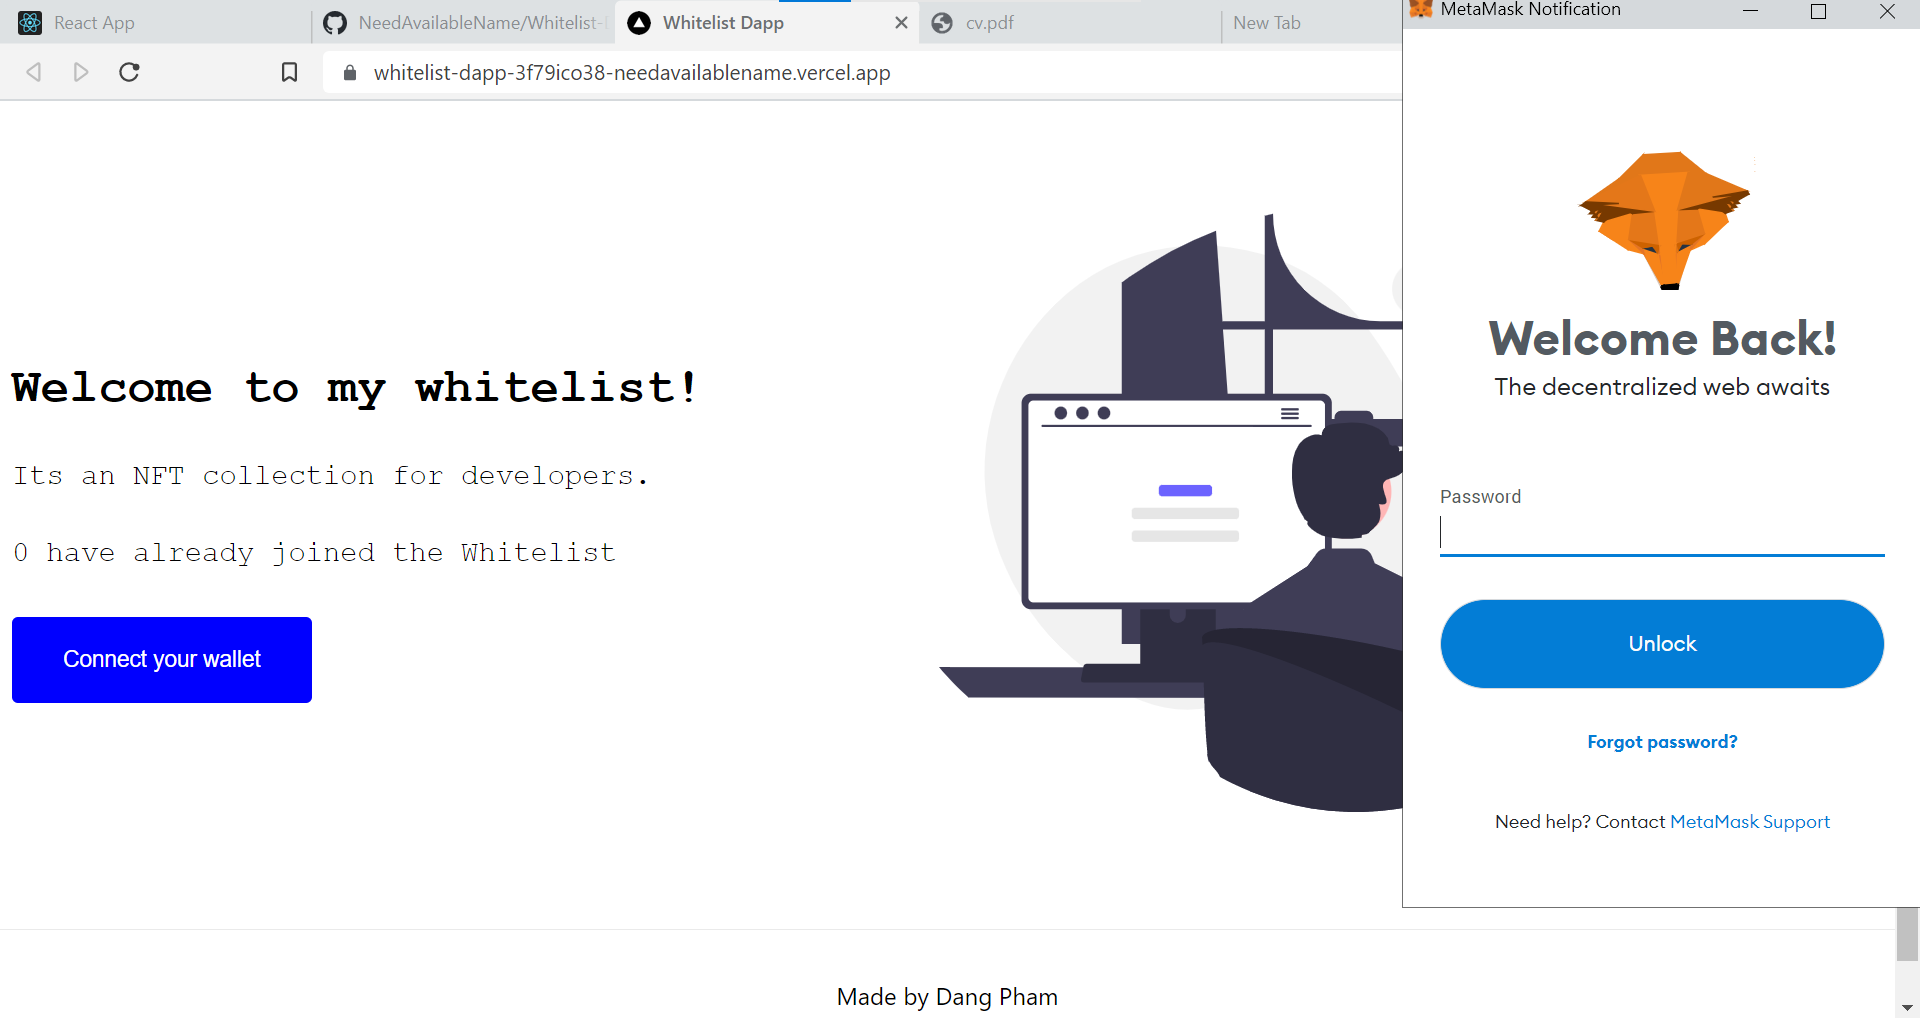 React App
NeedAvailableName/Whitelist-
Whitelist Dapp
cv.pdf
New Tab
whitelist-dapp-3f79ico38-needavailablename.vercel.app
Welcome to my whitelist!
Its an NFT collection for developers.
0 have already joined the Whitelist
Connect your wallet
Made by Dang Pham
MetaMask Notification
Welcome Back!
The decentralized web awaits
Password
Unlock
Forgot password?
Need help? Contact MetaMask Support